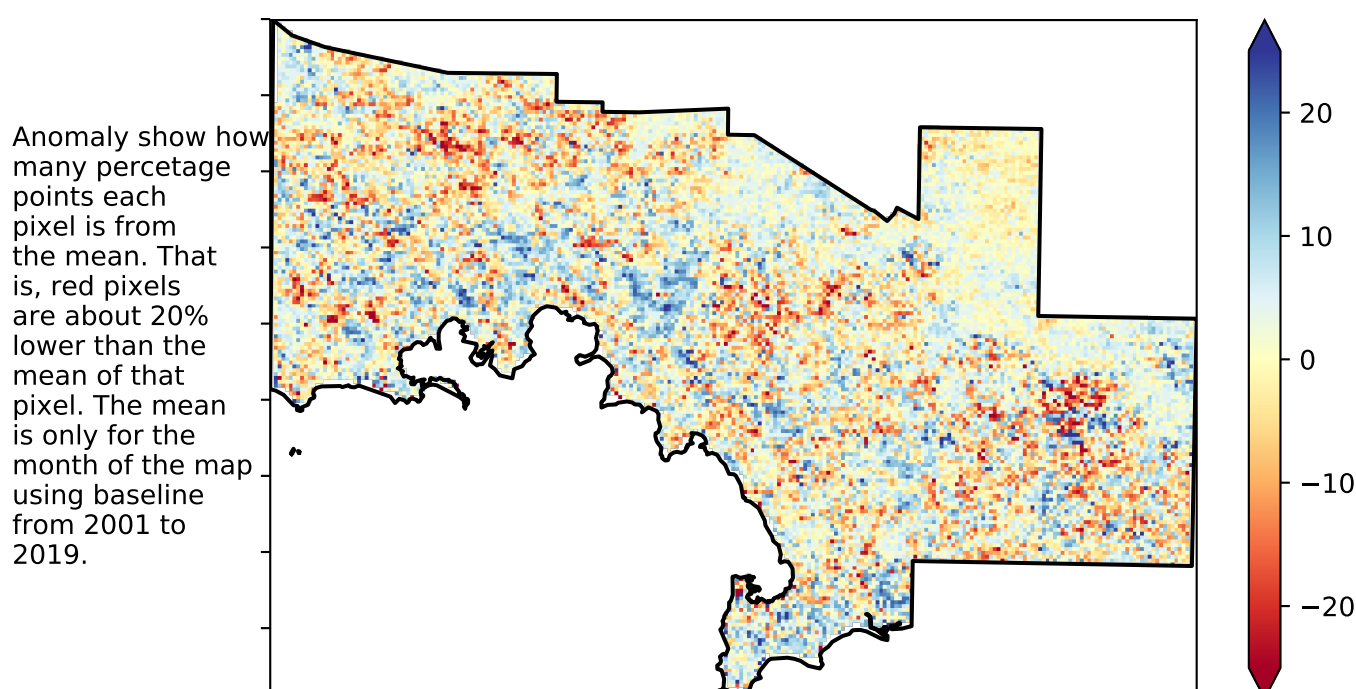 Anomaly show how
many percetage
points each
pixel is from
the mean. That
is, red pixels
are about 20%
lower than the
mean of that
pixel. The mean
is only for the
month of the map
using baseline
from 2001 to
2019.
20
10
0
−10
−20